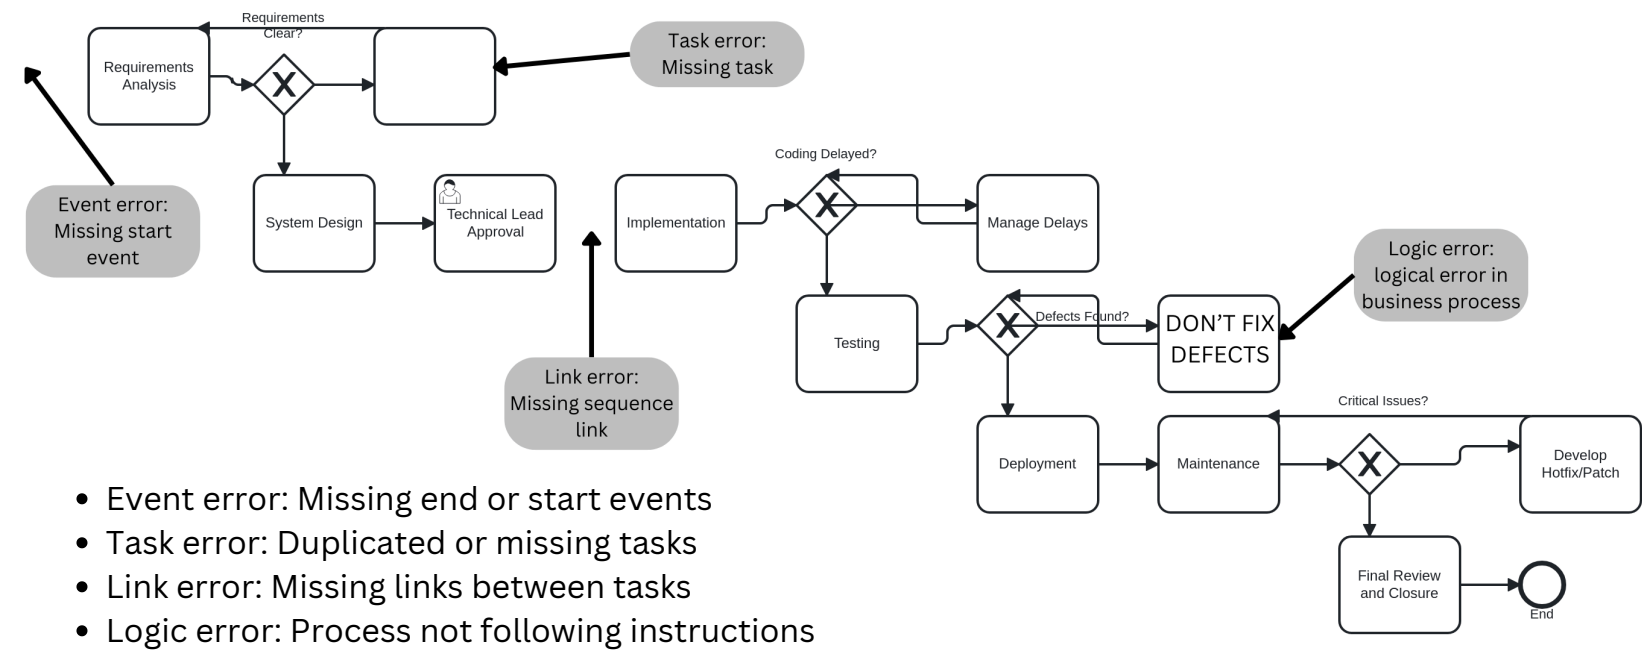 Requirements
Clear?
Requirements
Analysis
X
Task error:
Missing task
Event error:
Missing start
event
System Design
Technical Lead
Approval
Implementation
Coding Delayed?
X
Manage Delays
Link error:
Missing sequence
link
Testing
X
Defects Found?
DON’T FIX
DEFECTS
Logic error:
logical error in
business process
Deployment
Maintenance
X
Critical Issues?
Develop
Hotfix/Patch
Final Review
and Closure
End
• Event error: Missing end or start events
• Task error: Duplicated or missing tasks
• Link error: Missing links between tasks
• Logic error: Process not following instructions